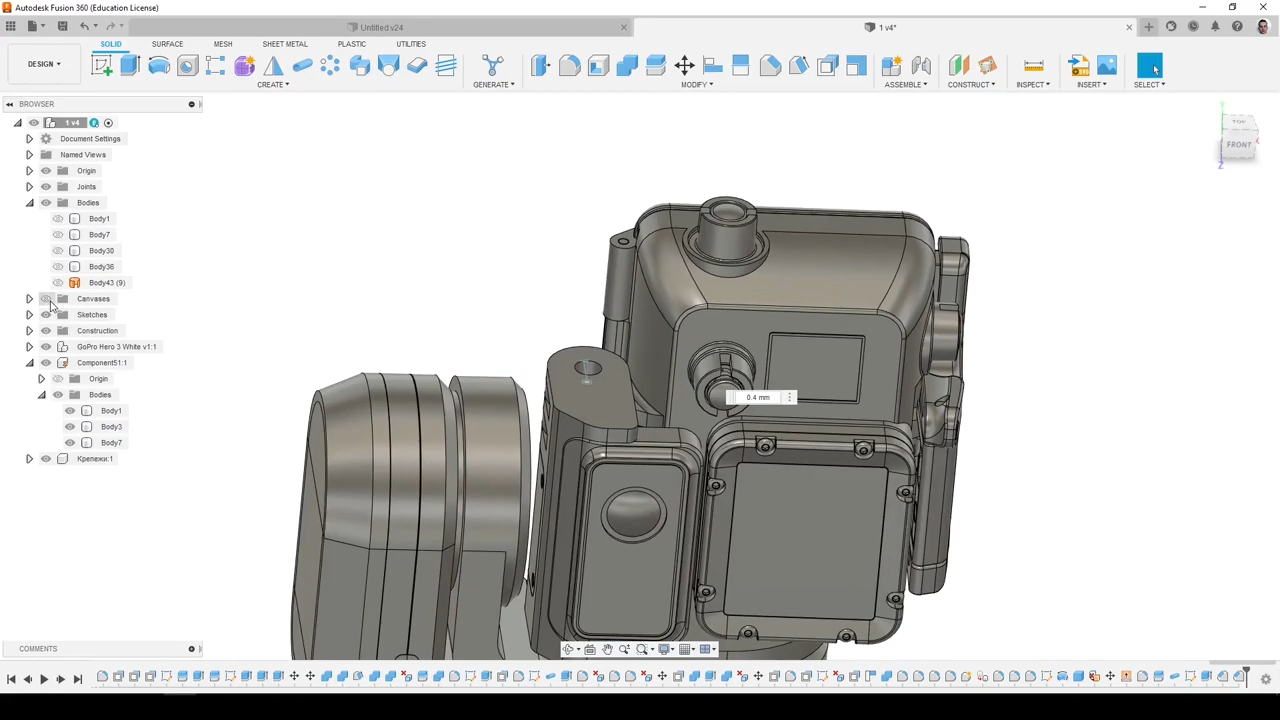 Autodesk Fusion 360 (Education License)
Untitled v24
1 v4*
SOLID SURFACE MESH SHEET METAL PLASTIC UTILITIES
DESIGN
CREATE GENERATE MODIFY ASSEMBLE CONSTRUCT INSPECT INSERT SELECT
BROWSER
1 v4
Document Settings
Named Views
Origin
Joints
Bodies
Body1
Body7
Body30
Body36
Body43 (9)
Canvases
Sketches
Construction
GoPro Hero 3 White v1:1
Component51:1
Origin
Bodies
Body1
Body3
Body7
Крепежи:1
0.4 mm
TOP
FRONT
Z
COMMENTS